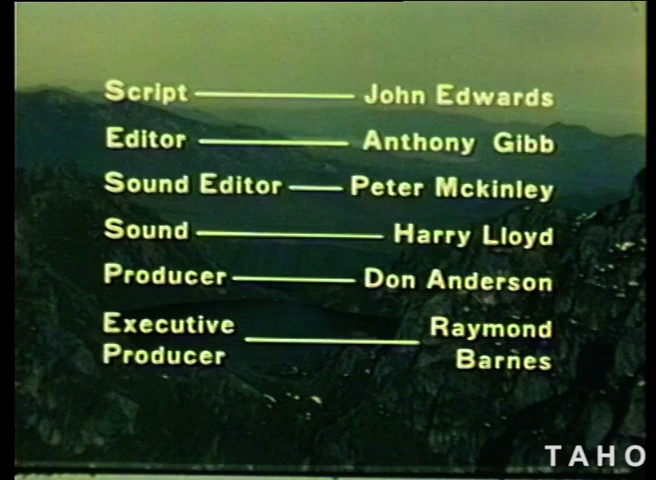 Script John Edwards
Editor Anthony Gibb
Sound Editor Peter Mckinley
Sound Harry Lloyd
Producer Don Anderson
Executive Producer Raymond Barnes
TAHO